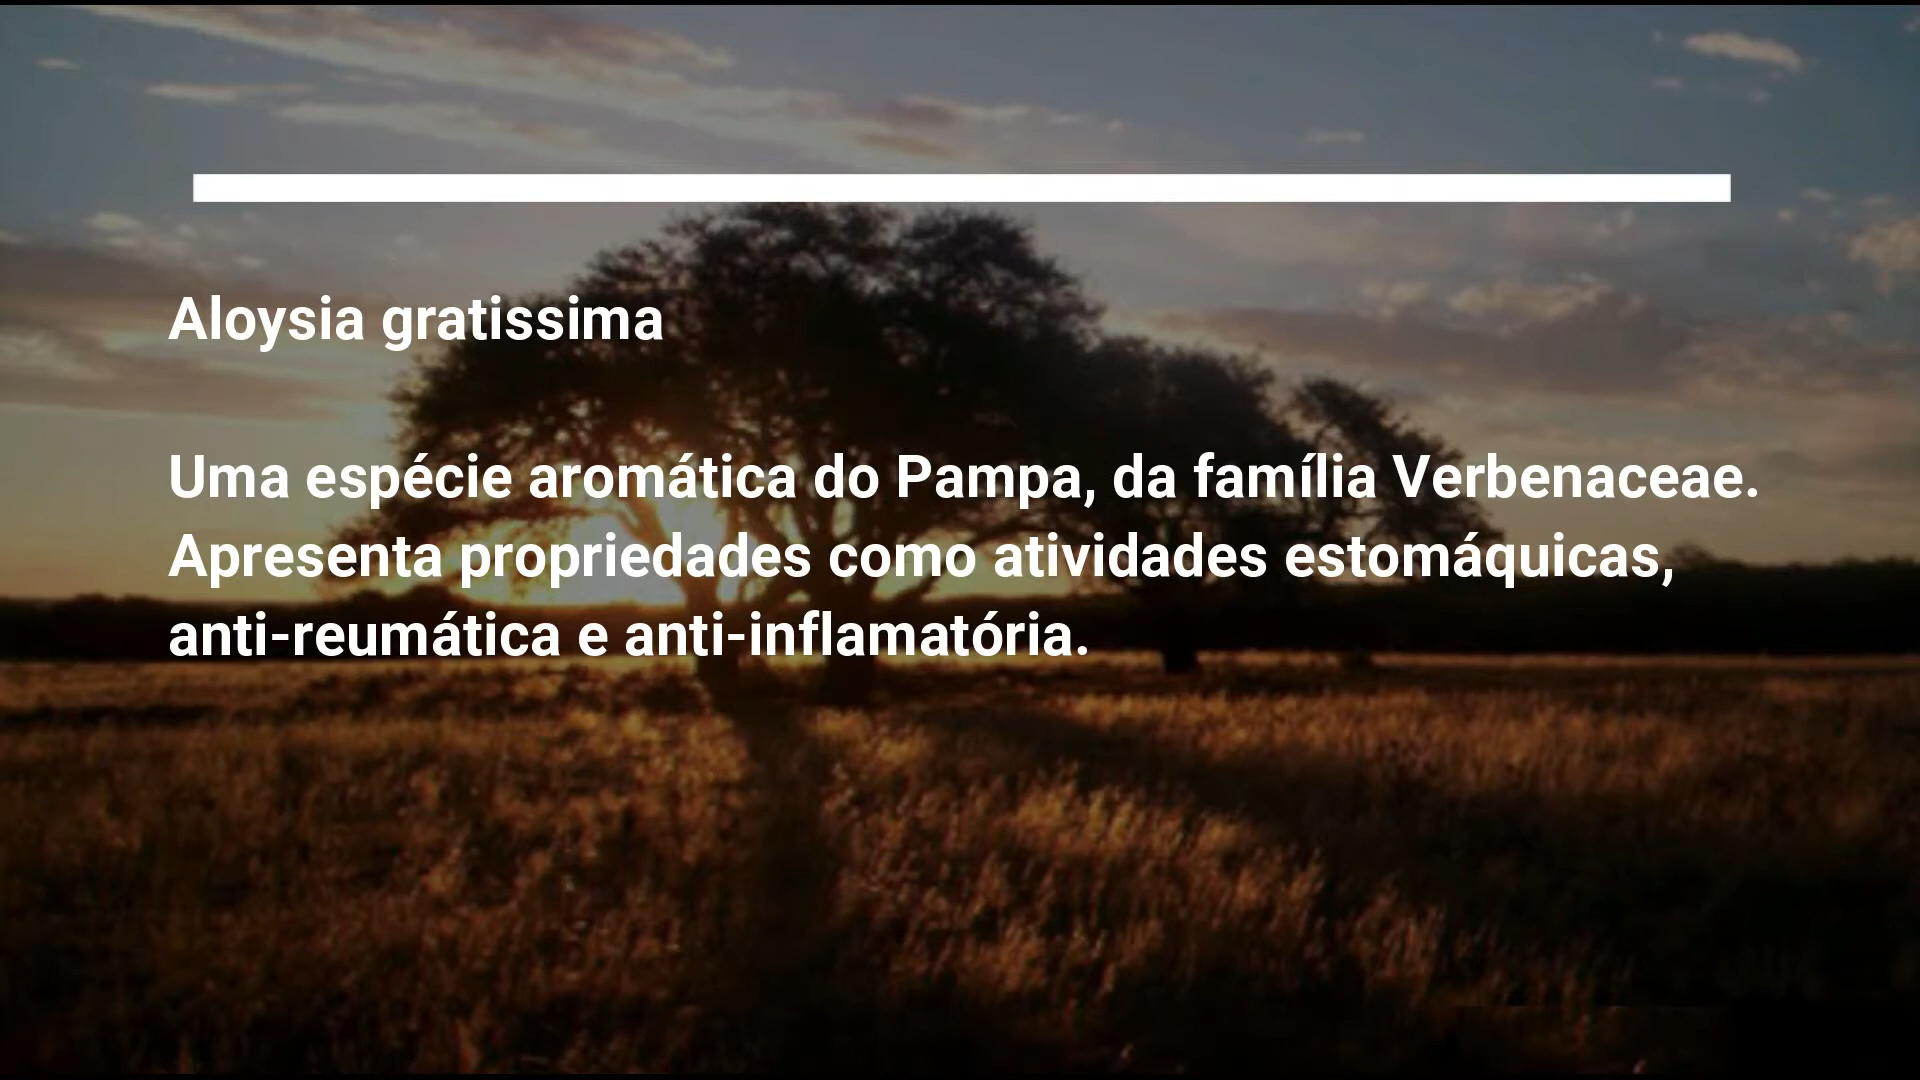 Aloysia gratissima
Uma espécie aromática do Pampa, da família Verbenaceae.
Apresenta propriedades como atividades estomáquicas,
anti-reumática e anti-inflamatória.